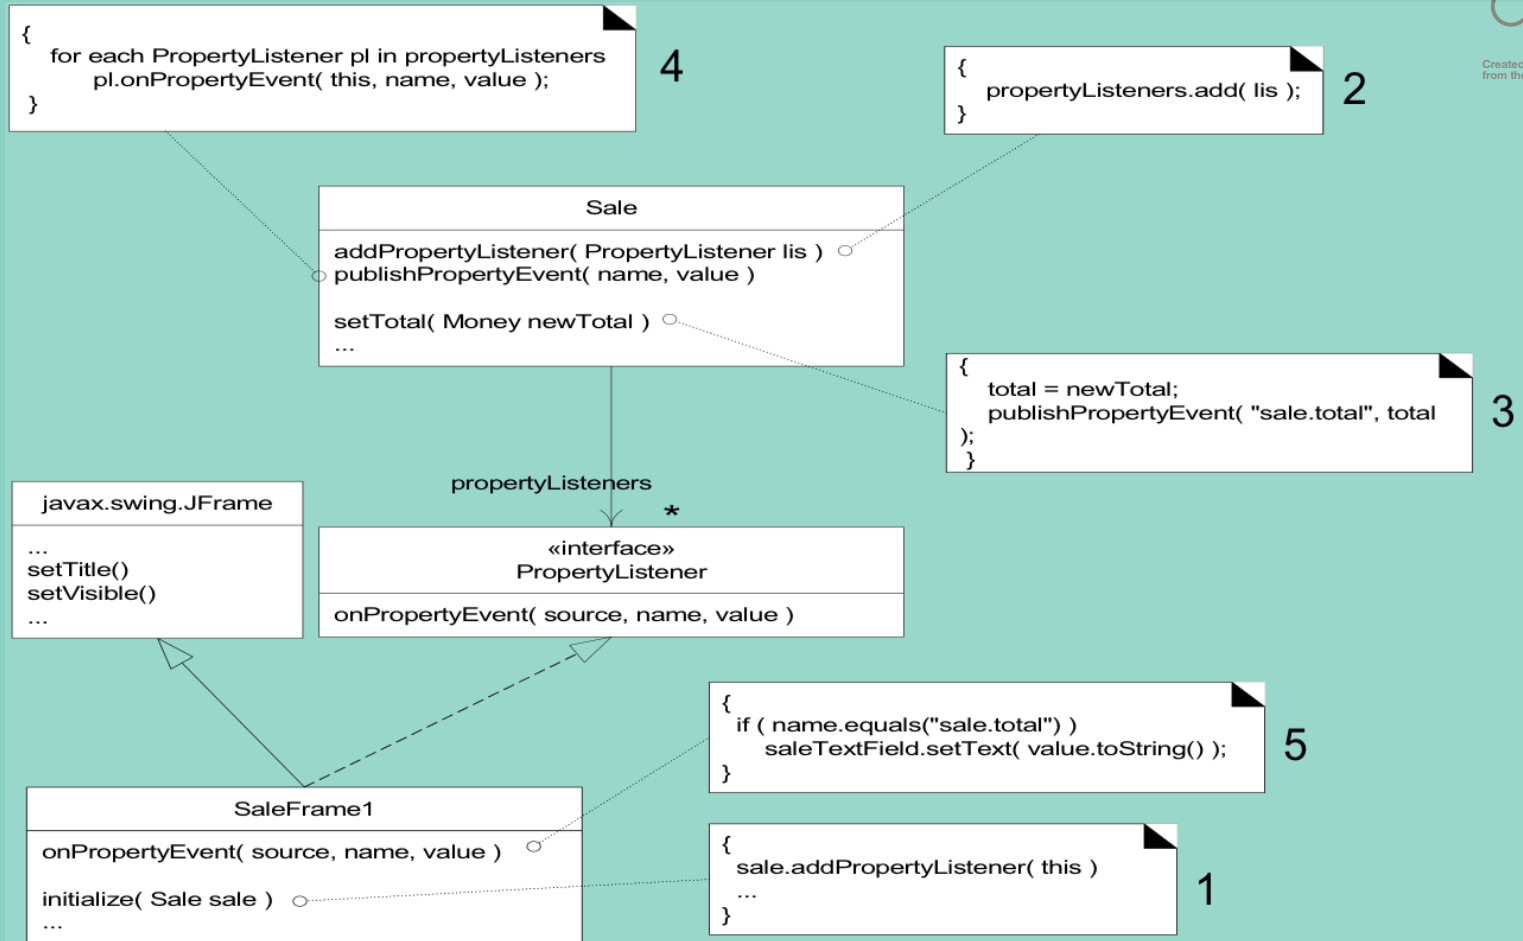 {
for each PropertyListener pl in propertyListeners
pl.onPropertyEvent( this, name, value );
}
4
{
propertyListeners.add( lis );
}
2
Created
from the
Sale
addPropertyListener( PropertyListener lis )
publishPropertyEvent( name, value )
setTotal( Money newTotal )
...
{
total = newTotal;
publishPropertyEvent( "sale.total", total
);
}
3
propertyListeners
*
javax.swing.JFrame
...
setTitle()
setVisible()
...
«interface»
PropertyListener
onPropertyEvent( source, name, value )
{
if ( name.equals("sale.total") )
saleTextField.setText( value.toString() );
}
5
SaleFrame1
onPropertyEvent( source, name, value )
initialize( Sale sale )
...
{
sale.addPropertyListener( this )
...
}
1